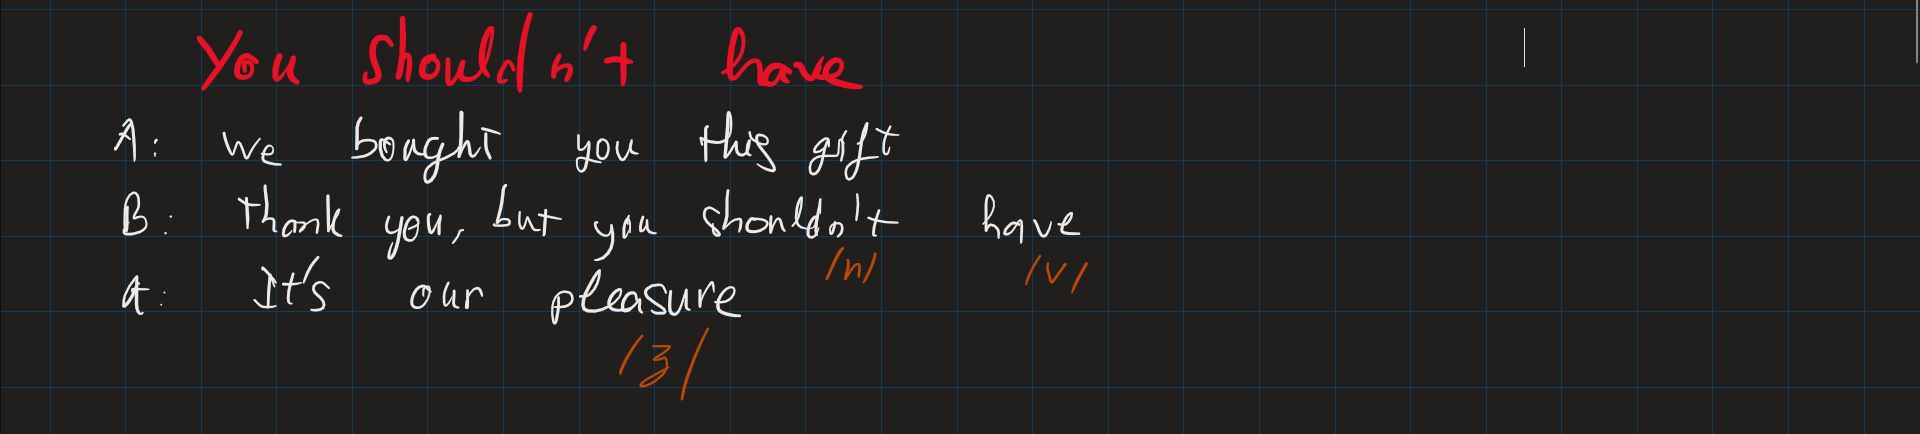 You shouldn't have
A: we bought you this gift
B: Thank you, but you shouldn't have
/n/ /v/
A: It's our pleasure
/ʒ/